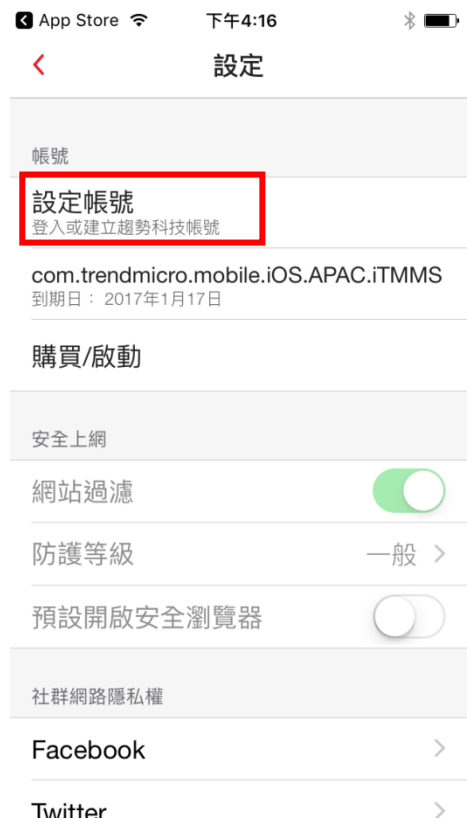 App Store 下午4:16
設定
帳號
設定帳號
登入或建立趨勢科技帳號
com.trendmicro.mobile.iOS.APAC.iTMMS
到期日： 2017年1月17日
購買/啟動
安全上網
網站過濾
防護等級 一般
預設開啟安全瀏覽器
社群網路隱私權
Facebook
Twitter